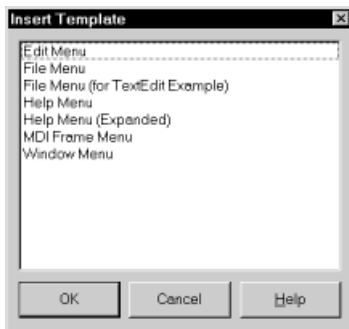 Insert Template
Edit Menu
File Menu
File Menu (for TextEdit Example)
Help Menu
Help Menu (Expanded)
MDI Frame Menu
Window Menu
OK
Cancel
Help